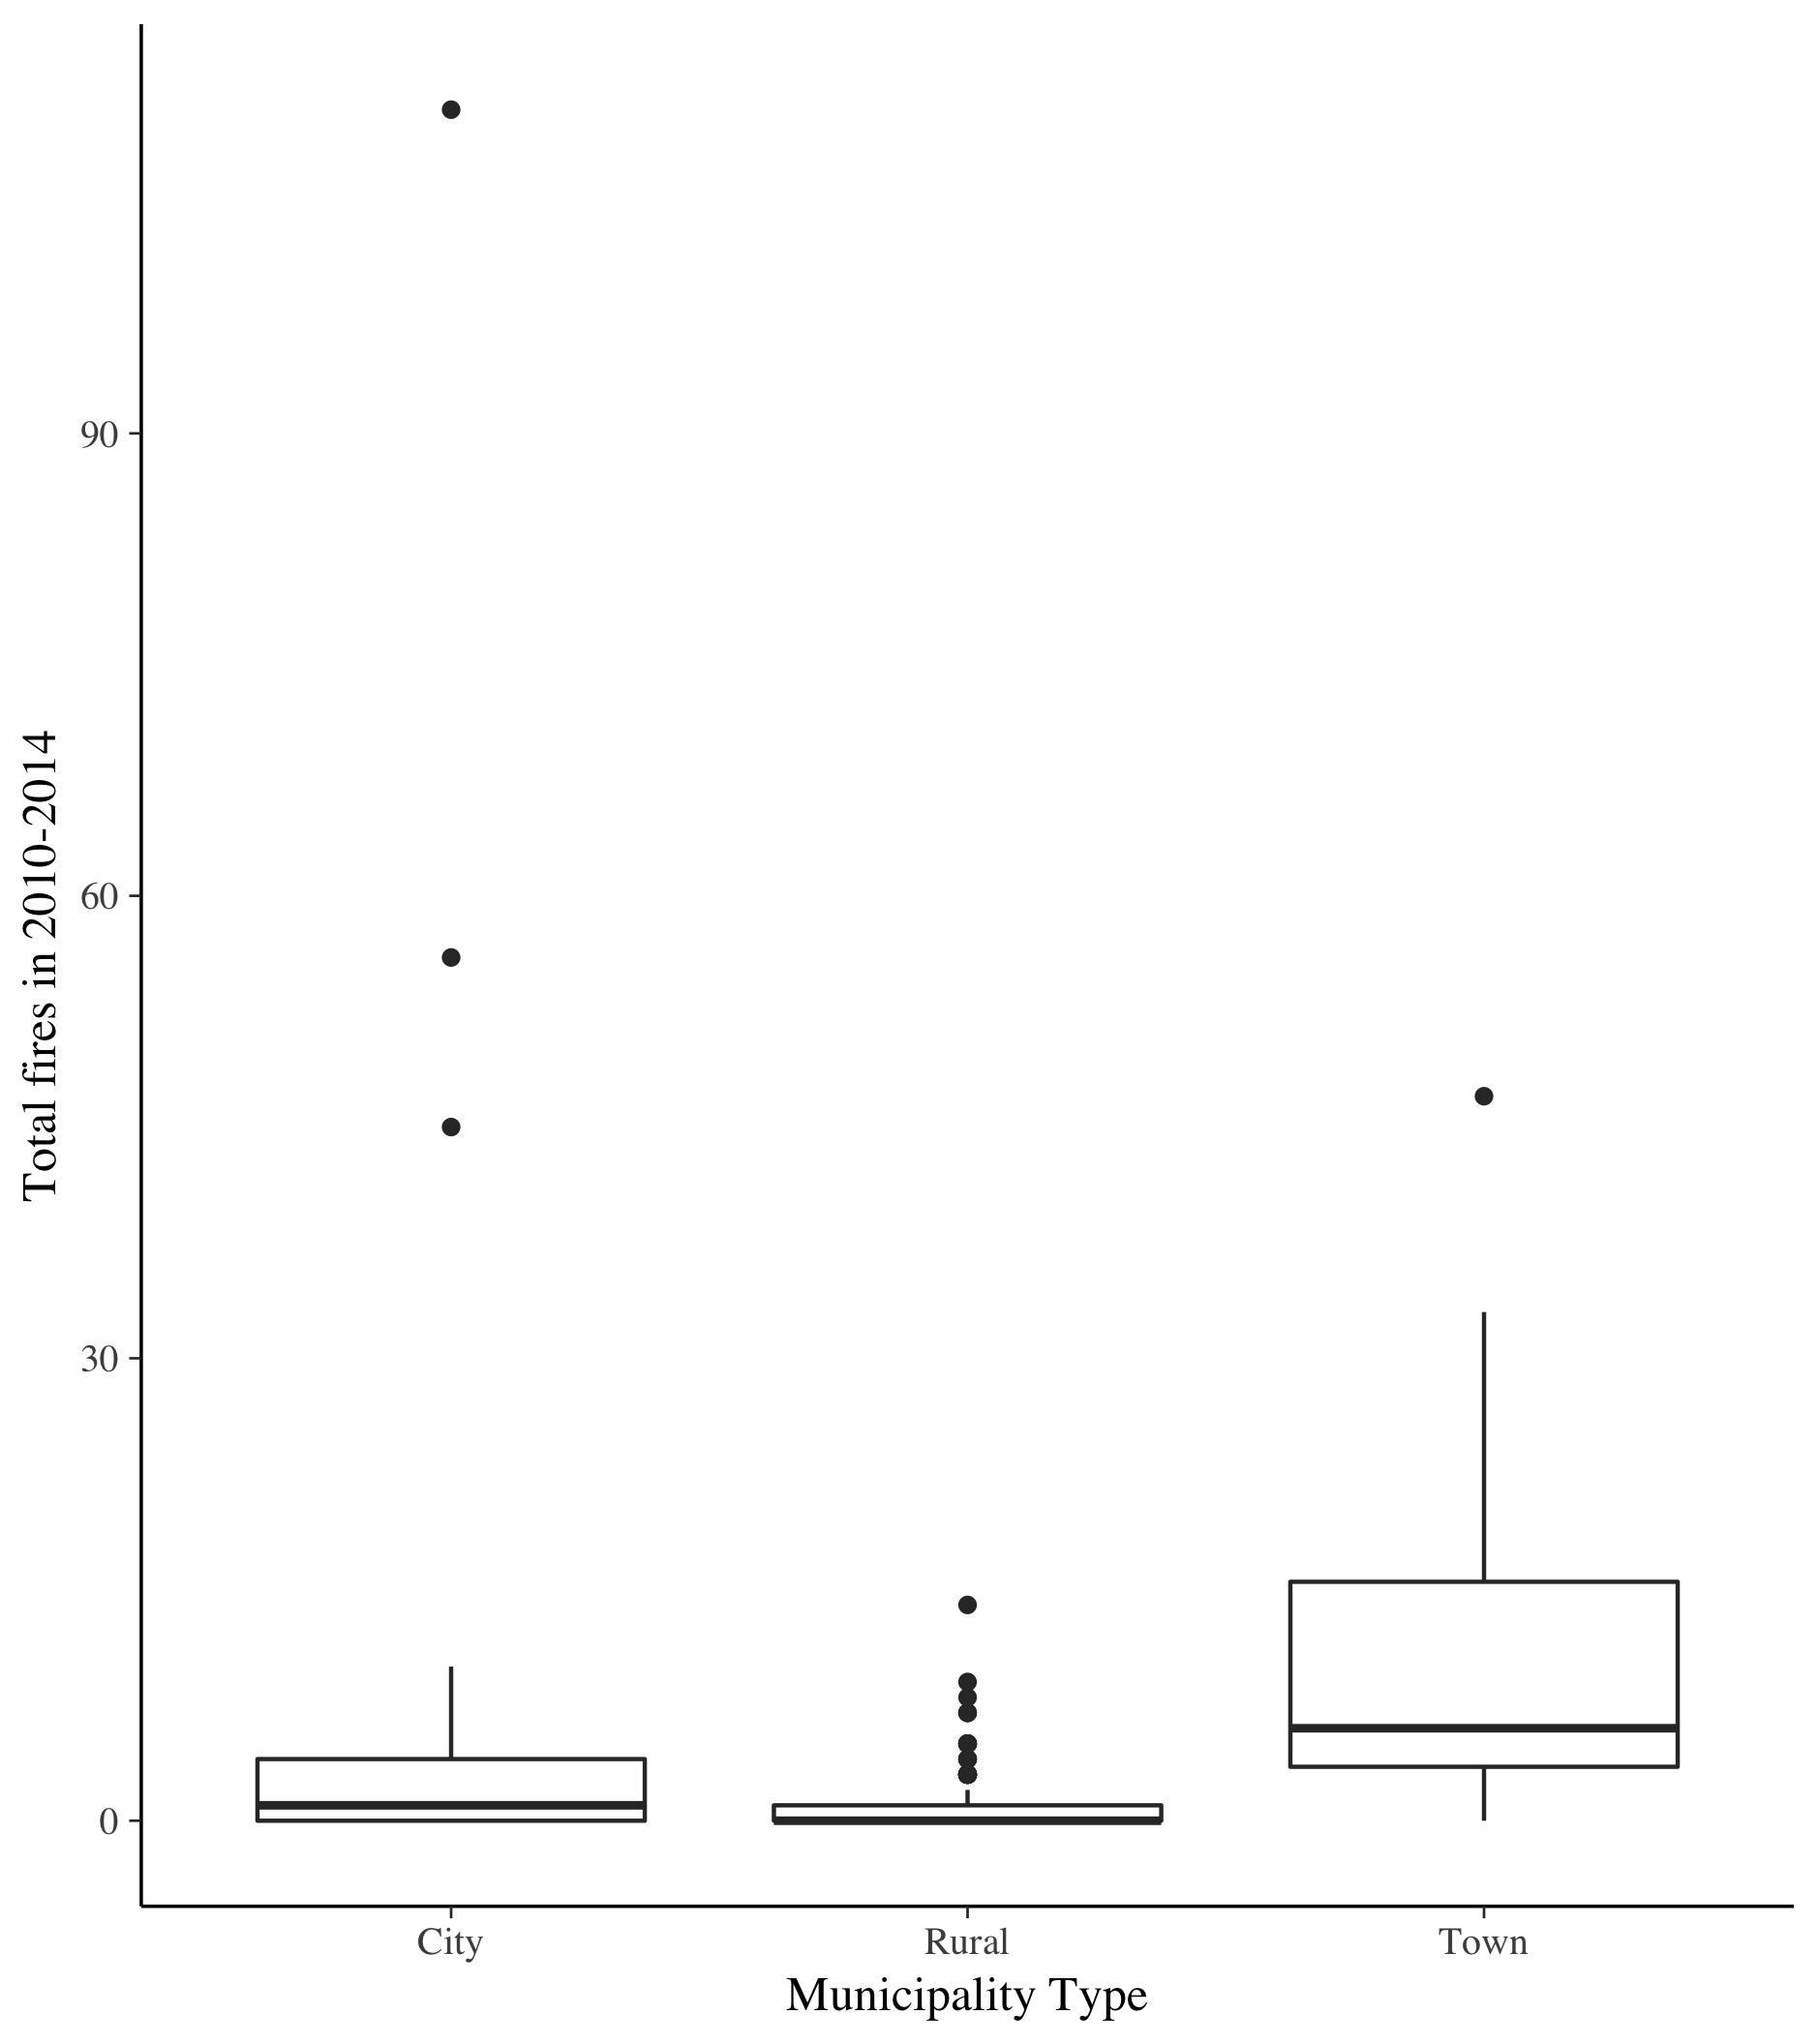 Total fires in 2010-2014
90
60
30
0
City
Rural
Town
Municipality Type